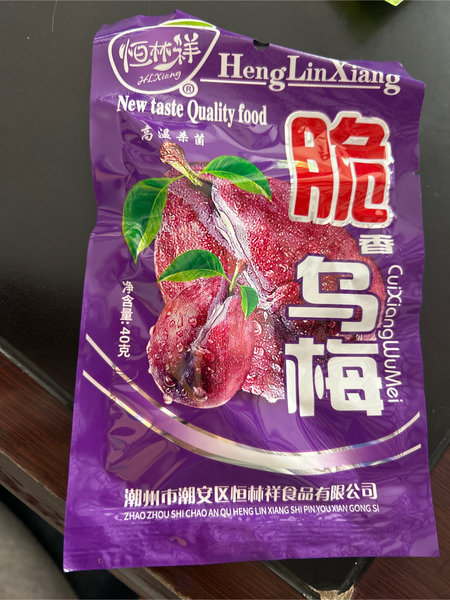 恒林祥
HLXiang
®
HengLinXiang
New taste Quality food
高温杀菌
脆
香
乌梅
CuiXiangWuMei
净含量:40克
潮州市潮安区恒林祥食品有限公司
ZHAO ZHOU SHI CHAO AN QU HENG LIN XIANG SHI PIN YOU XIAN GONG SI